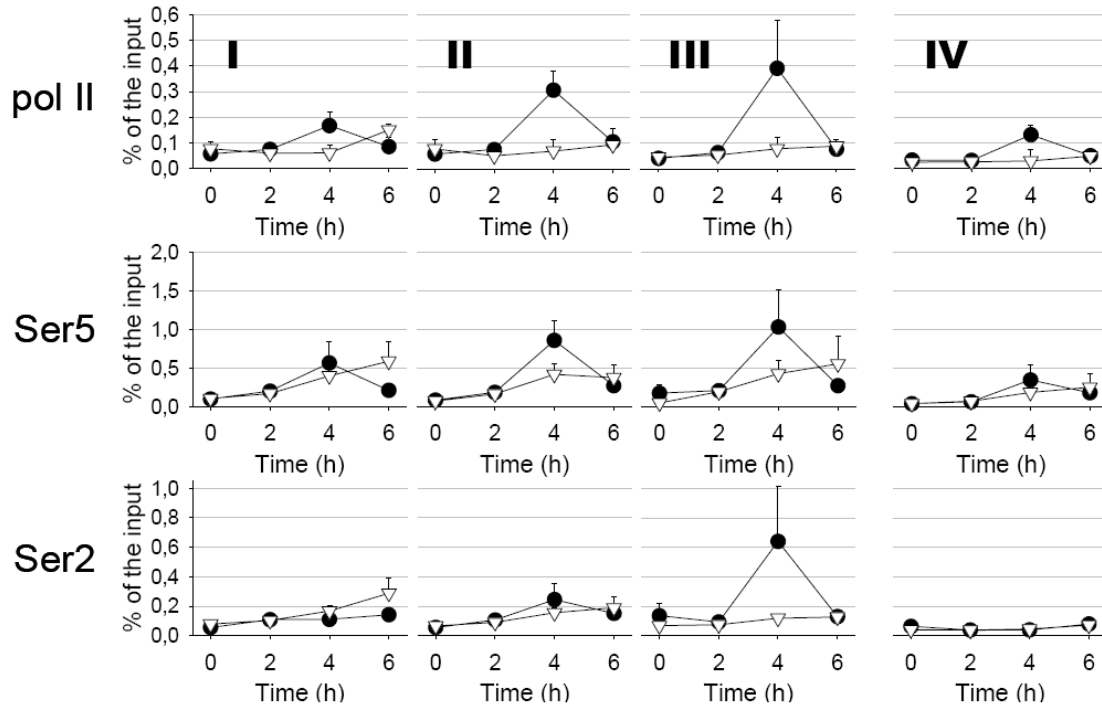 I II III IV
pol II
% of the input
0,6
0,5
0,4
0,3
0,2
0,1
0,0
0 2 4 6 0 2 4 6 0 2 4 6 0 2 4 6
Time (h) Time (h) Time (h) Time (h)
Ser5
% of the input
2,0
1,5
1,0
0,5
0,0
0 2 4 6 0 2 4 6 0 2 4 6 0 2 4 6
Time (h) Time (h) Time (h) Time (h)
Ser2
% of the input
1,0
0,8
0,6
0,4
0,2
0,0
0 2 4 6 0 2 4 6 0 2 4 6 0 2 4 6
Time (h) Time (h) Time (h) Time (h)